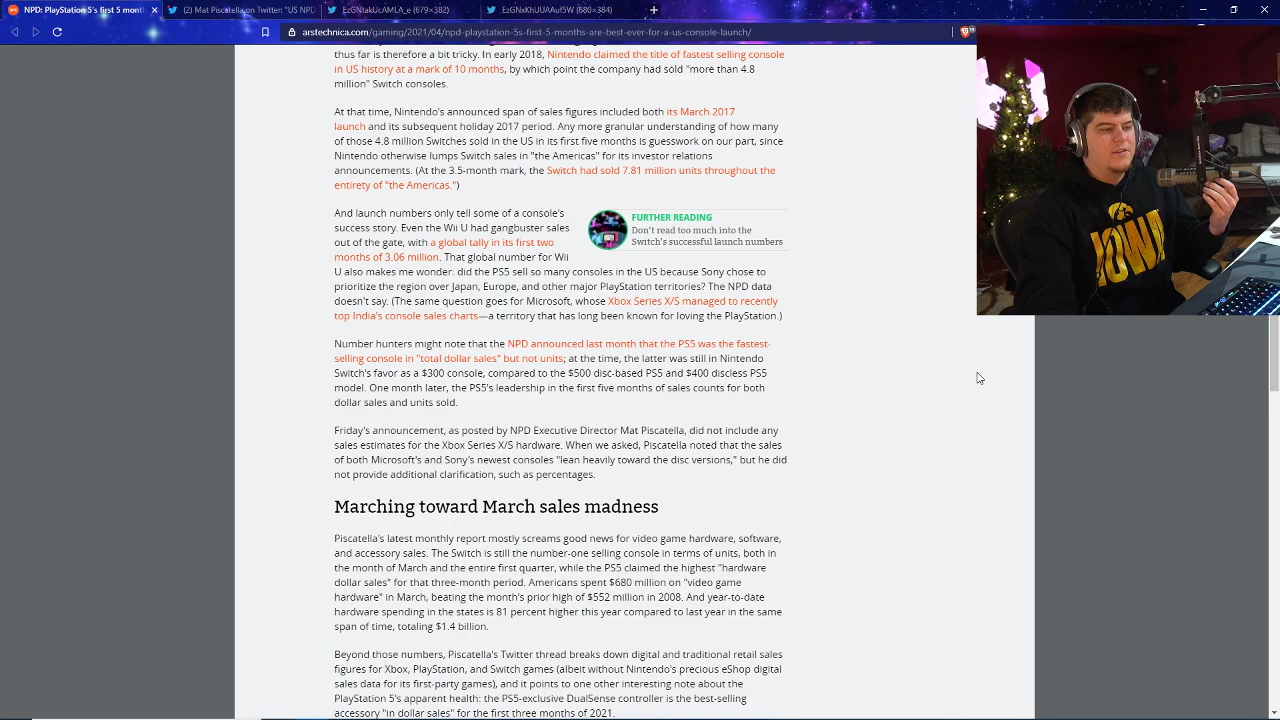 NPD: PlayStation 5's first 5 month
(2) Mat Piscatella on Twitter: "US NPD
EzGNtakUcAMLA_e (679×382)
EzGNxKhUUAAuf5W (680×384)
arstechnica.com/gaming/2021/04/npd-playstation-5s-first-5-months-are-best-ever-for-a-us-console-launch/
thus far is therefore a bit tricky. In early 2018, Nintendo claimed the title of fastest selling console
in US history at a mark of 10 months, by which point the company had sold "more than 4.8
million" Switch consoles.
At that time, Nintendo's announced span of sales figures included both its March 2017
launch and its subsequent holiday 2017 period. Any more granular understanding of how many
of those 4.8 million Switches sold in the US in its first five months is guesswork on our part, since
Nintendo otherwise lumps Switch sales in "the Americas" for its investor relations
announcements. (At the 3.5-month mark, the Switch had sold 7.81 million units throughout the
entirety of "the Americas.")
And launch numbers only tell some of a console's
success story. Even the Wii U had gangbuster sales
out of the gate, with a global tally in its first two
months of 3.06 million. That global number for Wii
FURTHER READING
Don't read too much into the
Switch's successful launch numbers
U also makes me wonder: did the PS5 sell so many consoles in the US because Sony chose to
prioritize the region over Japan, Europe, and other major PlayStation territories? The NPD data
doesn't say. (The same question goes for Microsoft, whose Xbox Series X/S managed to recently
top India's console sales charts—a territory that has long been known for loving the PlayStation.)
Number hunters might note that the NPD announced last month that the PS5 was the fastest-
selling console in "total dollar sales" but not units; at the time, the latter was still in Nintendo
Switch's favor as a $300 console, compared to the $500 disc-based PS5 and $400 discless PS5
model. One month later, the PS5's leadership in the first five months of sales counts for both
dollar sales and units sold.
Friday's announcement, as posted by NPD Executive Director Mat Piscatella, did not include any
sales estimates for the Xbox Series X/S hardware. When we asked, Piscatella noted that the sales
of both Microsoft's and Sony's newest consoles "lean heavily toward the disc versions," but he did
not provide additional clarification, such as percentages.
Marching toward March sales madness
Piscatella's latest monthly report mostly screams good news for video game hardware, software,
and accessory sales. The Switch is still the number-one selling console in terms of units, both in
the month of March and the entire first quarter, while the PS5 claimed the highest "hardware
dollar sales" for that three-month period. Americans spent $680 million on "video game
hardware" in March, beating the month's prior high of $552 million in 2008. And year-to-date
hardware spending in the states is 81 percent higher this year compared to last year in the same
span of time, totaling $1.4 billion.
Beyond those numbers, Piscatella's Twitter thread breaks down digital and traditional retail sales
figures for Xbox, PlayStation, and Switch games (albeit without Nintendo's precious eShop digital
sales data for its first-party games), and it points to one other interesting note about the
PlayStation 5's apparent health: the PS5-exclusive DualSense controller is the best-selling
accessory "in dollar sales" for the first three months of 2021.
IOWA